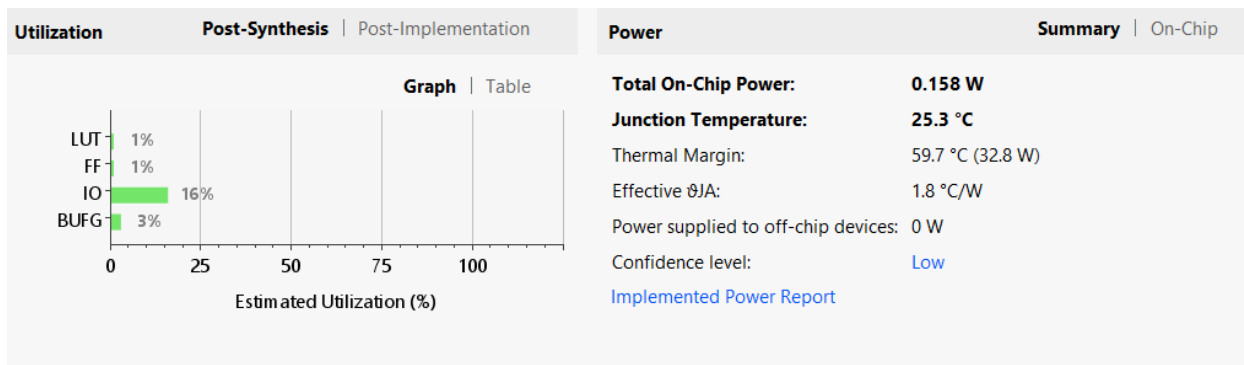 Utilization
Post-Synthesis | Post-Implementation
Graph | Table
LUT 1%
FF 1%
IO 16%
BUFG 3%
0 25 50 75 100
Estimated Utilization (%)
Power
Summary | On-Chip
Total On-Chip Power: 0.158 W
Junction Temperature: 25.3 °C
Thermal Margin: 59.7 °C (32.8 W)
Effective ϑJA: 1.8 °C/W
Power supplied to off-chip devices: 0 W
Confidence level: Low
Implemented Power Report